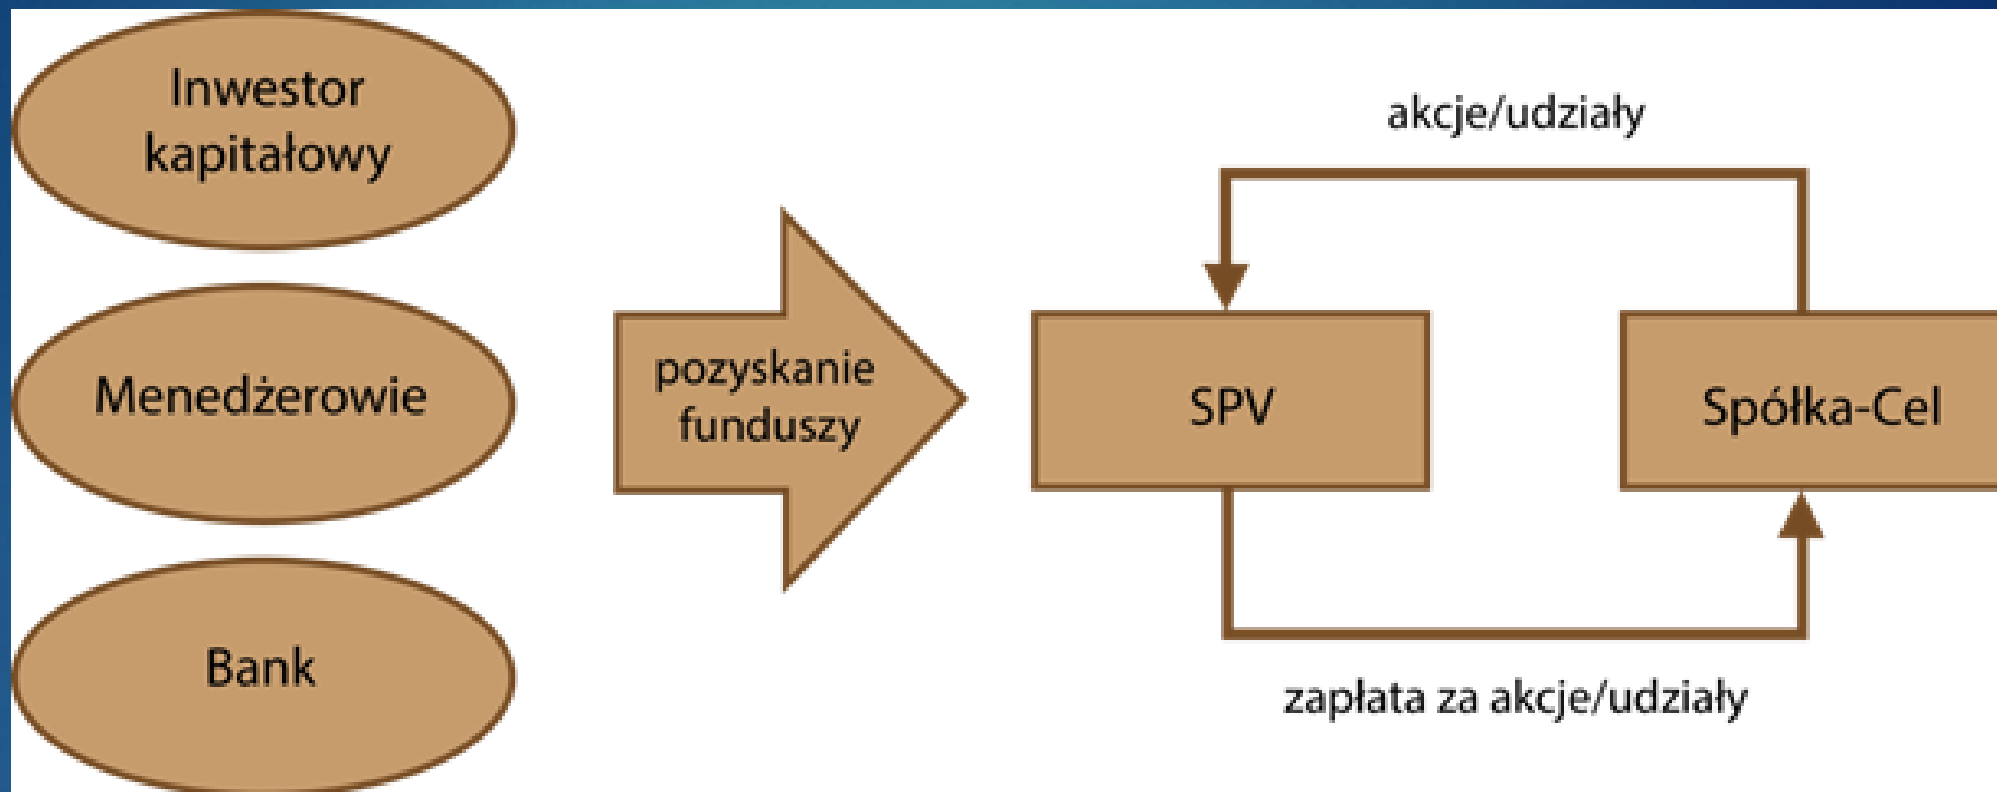 Inwestor
kapitałowy
Menedżerowie
Bank
pozyskanie
funduszy
akcje/udziały
SPV
Spółka-Cel
zapłata za akcje/udziały